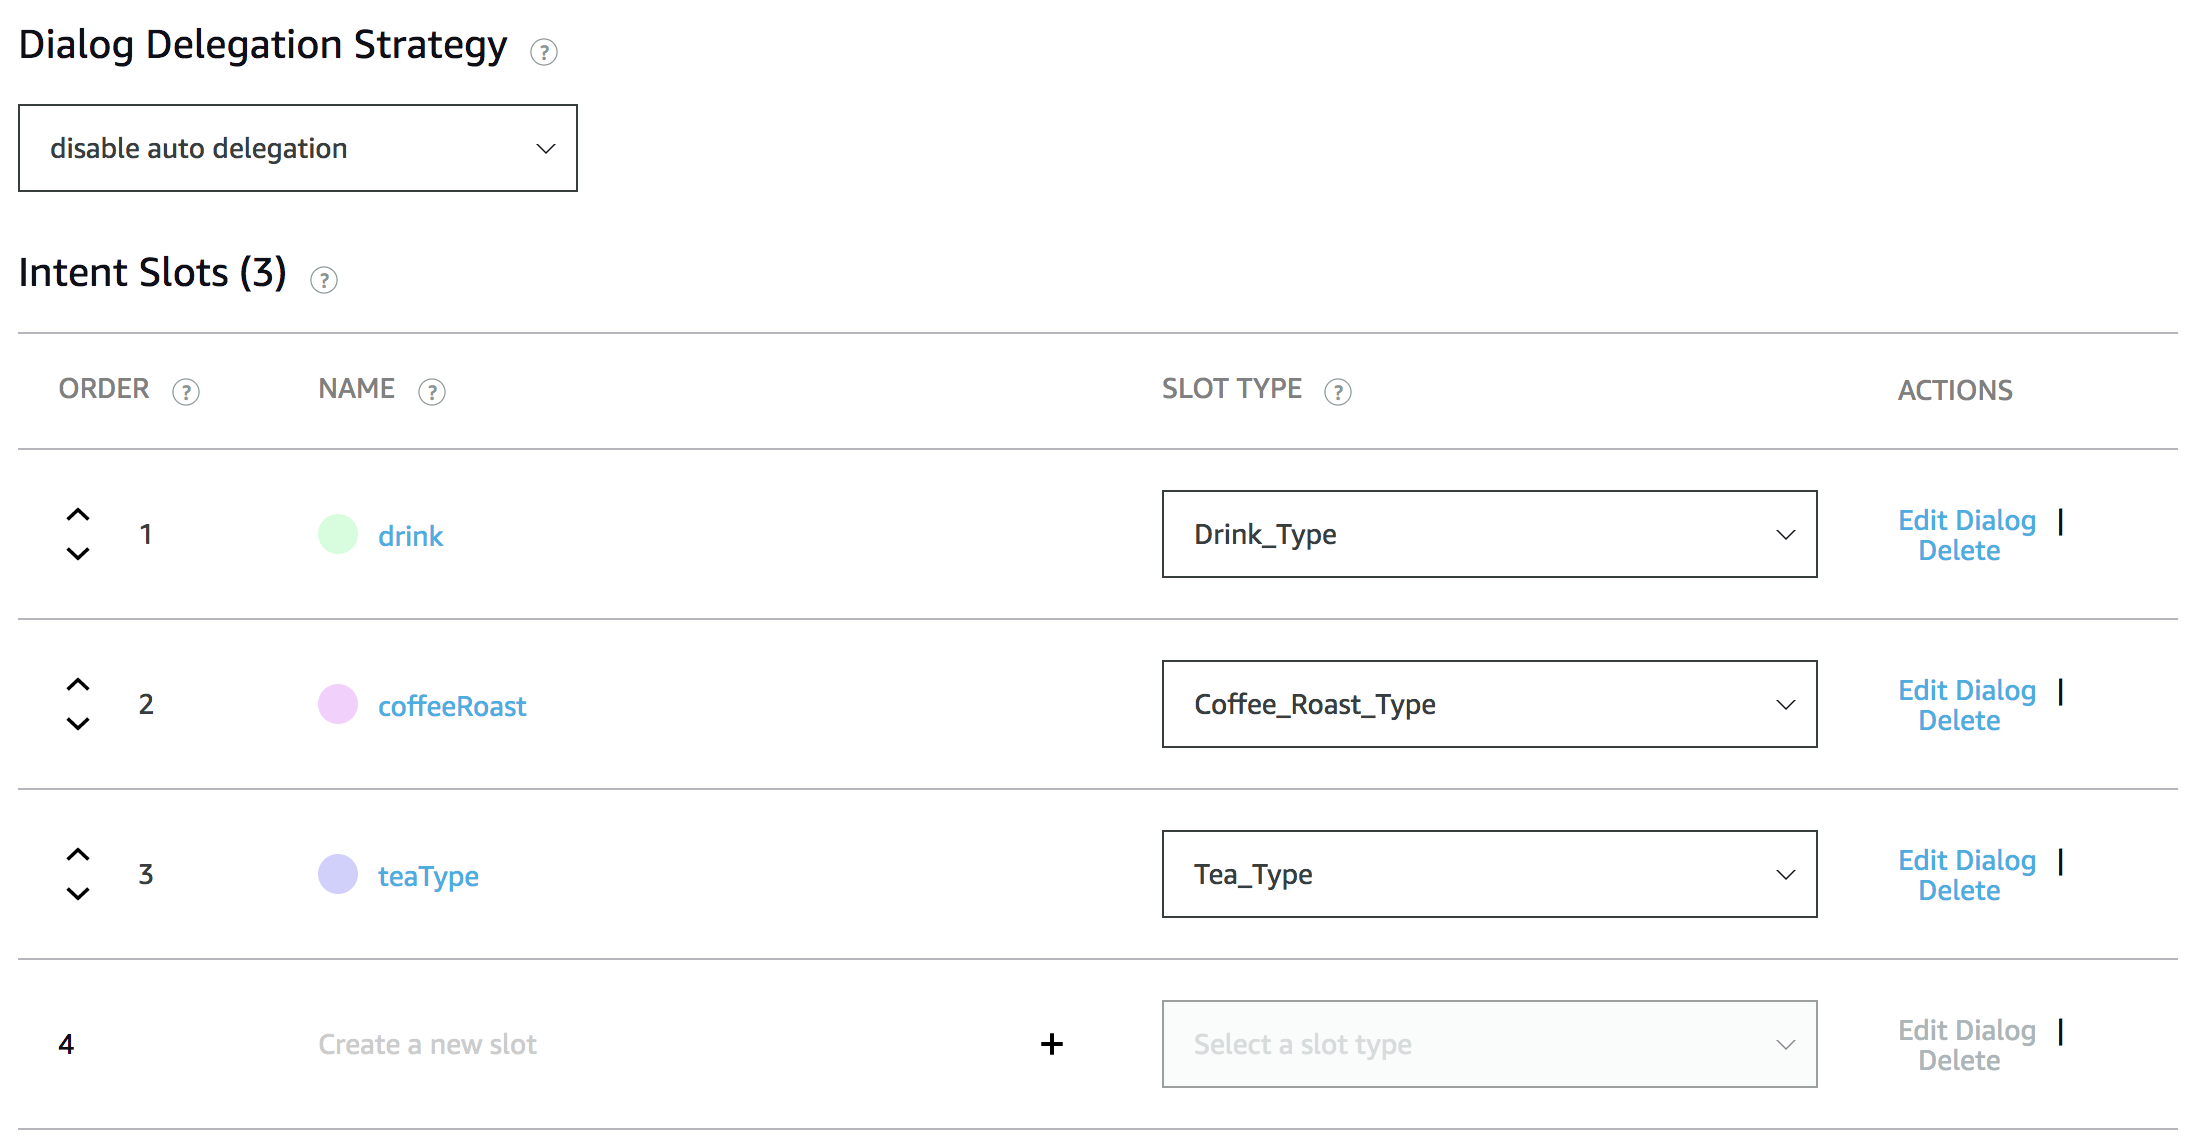 Dialog Delegation Strategy ?
disable auto delegation
Intent Slots (3) ?
ORDER ? NAME ? SLOT TYPE ? ACTIONS
1 drink Drink_Type Edit Dialog |
Delete
2 coffeeRoast Coffee_Roast_Type Edit Dialog |
Delete
3 teaType Tea_Type Edit Dialog |
Delete
4 Create a new slot + Select a slot type Edit Dialog |
Delete